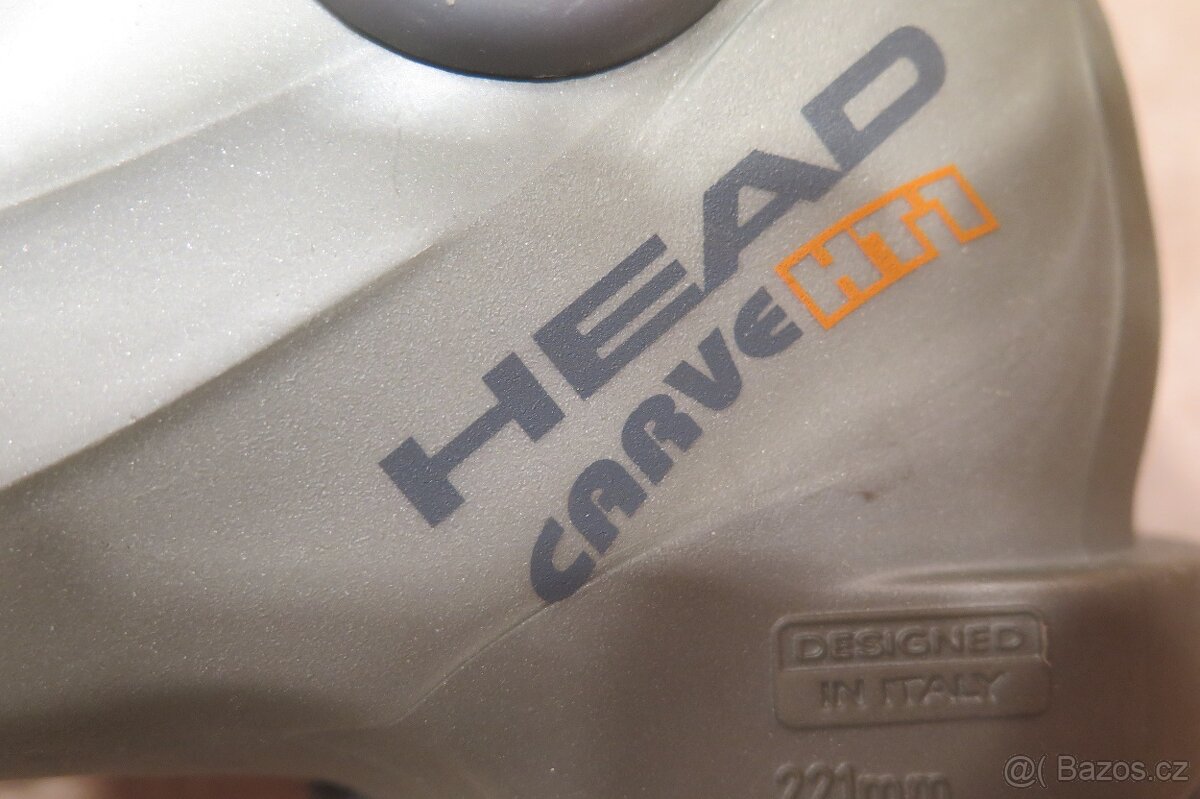 HEAD
CARVE HT1
DESIGNED
IN ITALY
221mm
@( Bazos.cz